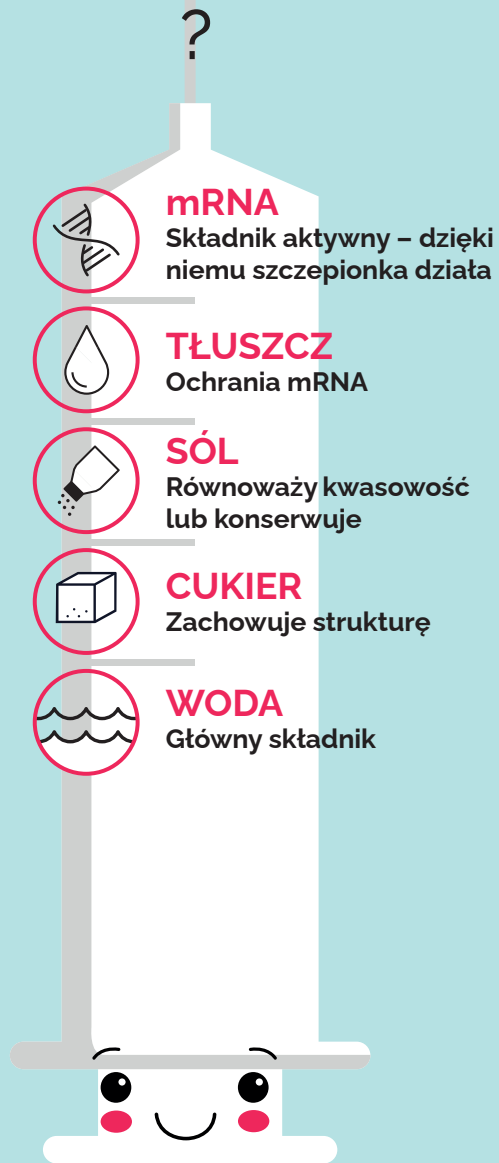 ?
mRNA
Składnik aktywny – dzięki
niemu szczepionka działa
TŁUSZCZ
Ochrania mRNA
SÓL
Równoważy kwasowość
lub konserwuje
CUKIER
Zachowuje strukturę
WODA
Główny składnik